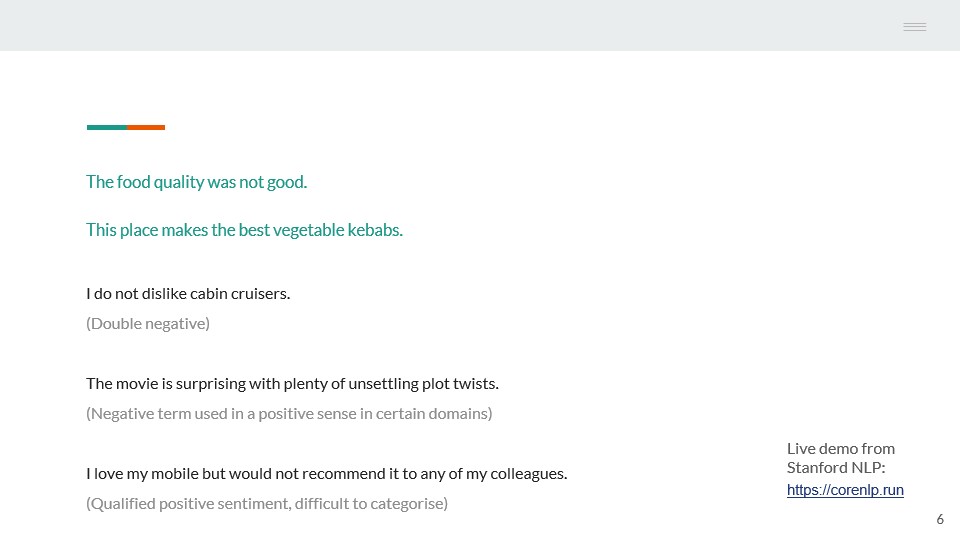 The food quality was not good.
This place makes the best vegetable kebabs.
I do not dislike cabin cruisers.
(Double negative)
The movie is surprising with plenty of unsettling plot twists.
(Negative term used in a positive sense in certain domains)
I love my mobile but would not recommend it to any of my colleagues.
(Qualified positive sentiment, difficult to categorise)
Live demo from
Stanford NLP:
https://corenlp.run
6